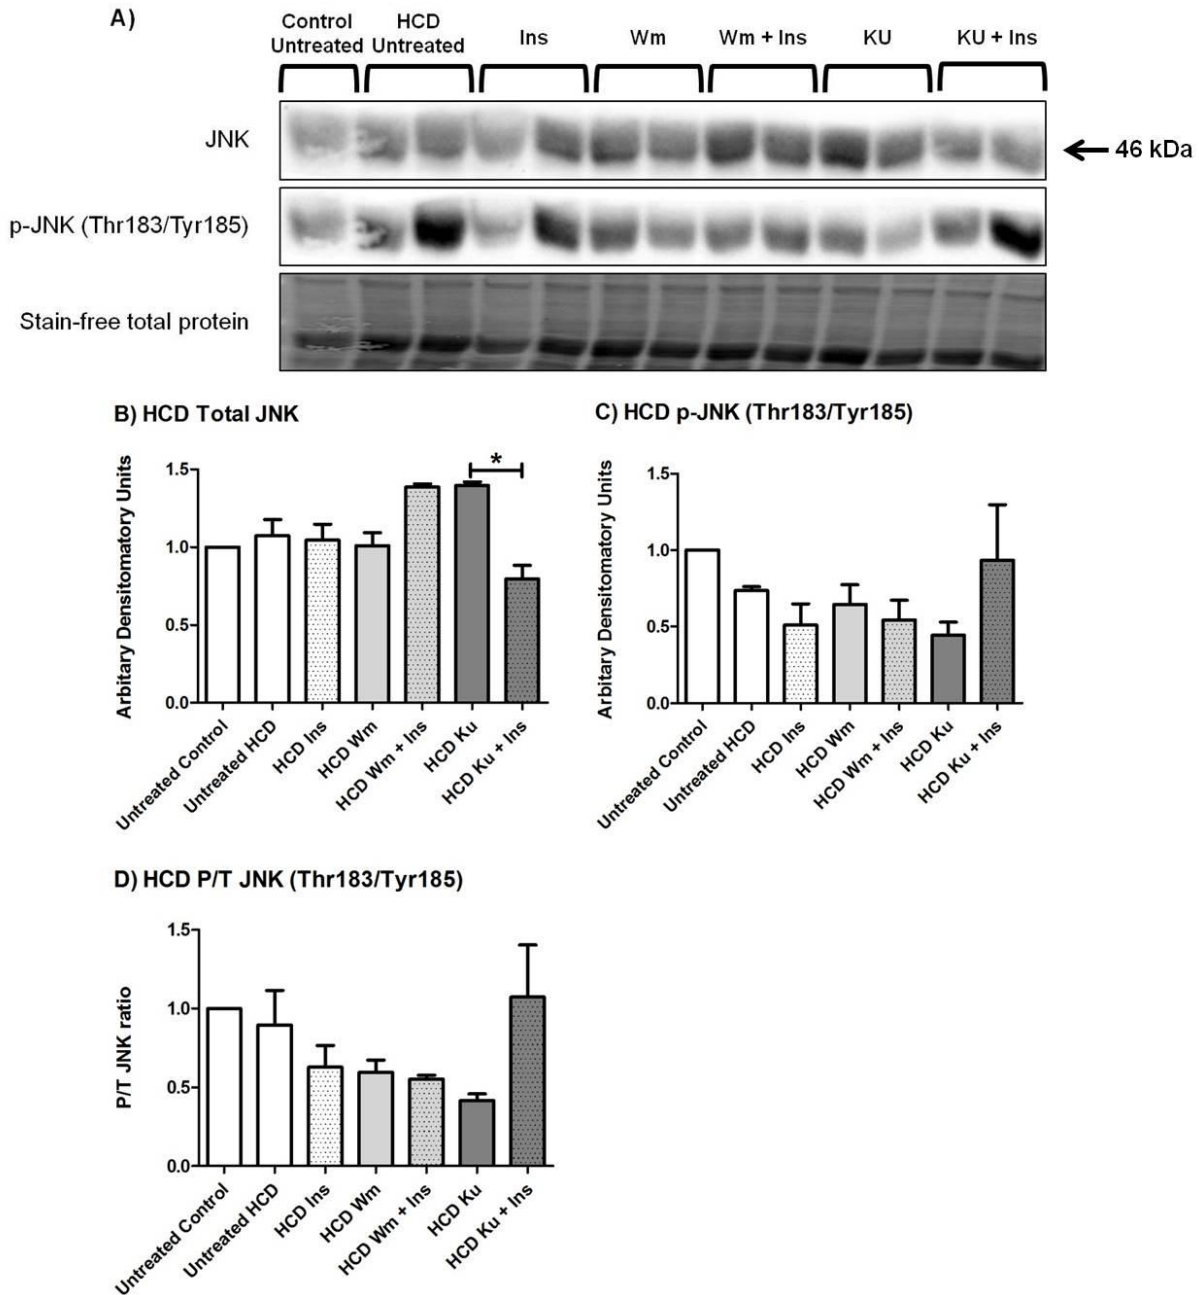 A)
Control
Untreated
HCD
Untreated
Ins
Wm
Wm + Ins
KU
KU + Ins
JNK
46 kDa
p-JNK (Thr183/Tyr185)
Stain-free total protein
B) HCD Total JNK
Arbitary Densitomatory Units
1.5
1.0
0.5
0.0
*
Untreated Control
Untreated HCD
HCD Ins
HCD Wm
HCD Wm + Ins
HCD Ku
HCD Ku + Ins
C) HCD p-JNK (Thr183/Tyr185)
Arbitary Densitomatory Units
1.5
1.0
0.5
0.0
Untreated Control
Untreated HCD
HCD Ins
HCD Wm
HCD Wm + Ins
HCD Ku
HCD Ku + Ins
D) HCD P/T JNK (Thr183/Tyr185)
P/T JNK ratio
1.5
1.0
0.5
0.0
Untreated Control
Untreated HCD
HCD Ins
HCD Wm
HCD Wm + Ins
HCD Ku
HCD Ku + Ins